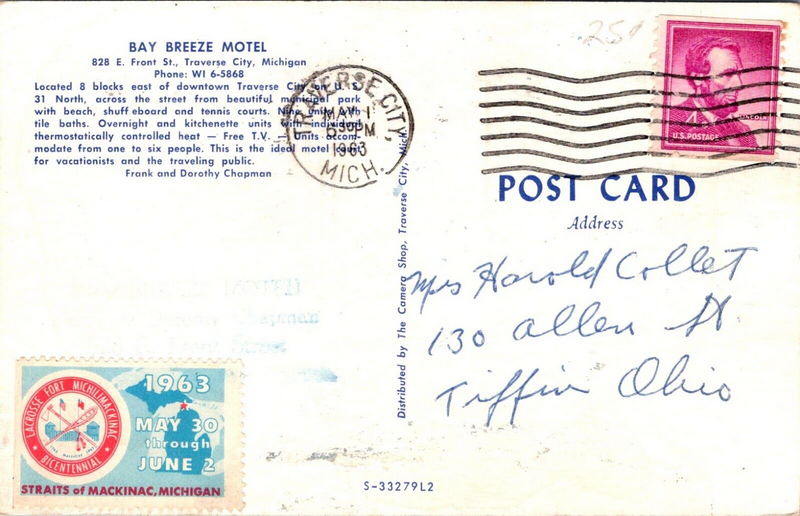 BAY BREEZE MOTEL
828 E. Front St., Traverse City, Michigan
Phone: WI 6-5868
Located 8 blocks east of downtown Traverse City on U. S.
31 North, across the street from beautiful municipal park
with beach, shuffleboard and tennis courts. Nine units with
tile baths. Overnight and kitchenette units with individual
thermostatically controlled heat — Free T.V. — Units accom-
modate from one to six people. This is the ideal motel
for vacationists and the traveling public.
Frank and Dorothy Chapman
TRAVERSE CITY,
MAY 1
PM
1963
MICH.
25¢
4¢
LINCOLN
U.S. POSTAGE
POST CARD
Address
Mrs Harold Collet
130 Allen St
Tiffin Ohio
Distributed by The Camera Shop, Traverse City, Mich.
Chapman
Street
LACROSSE FORT MICHILIMACKINAC
BICENTENNIAL
1963
MAY 30
through
JUNE 2
STRAITS of MACKINAC, MICHIGAN
S-33279L2